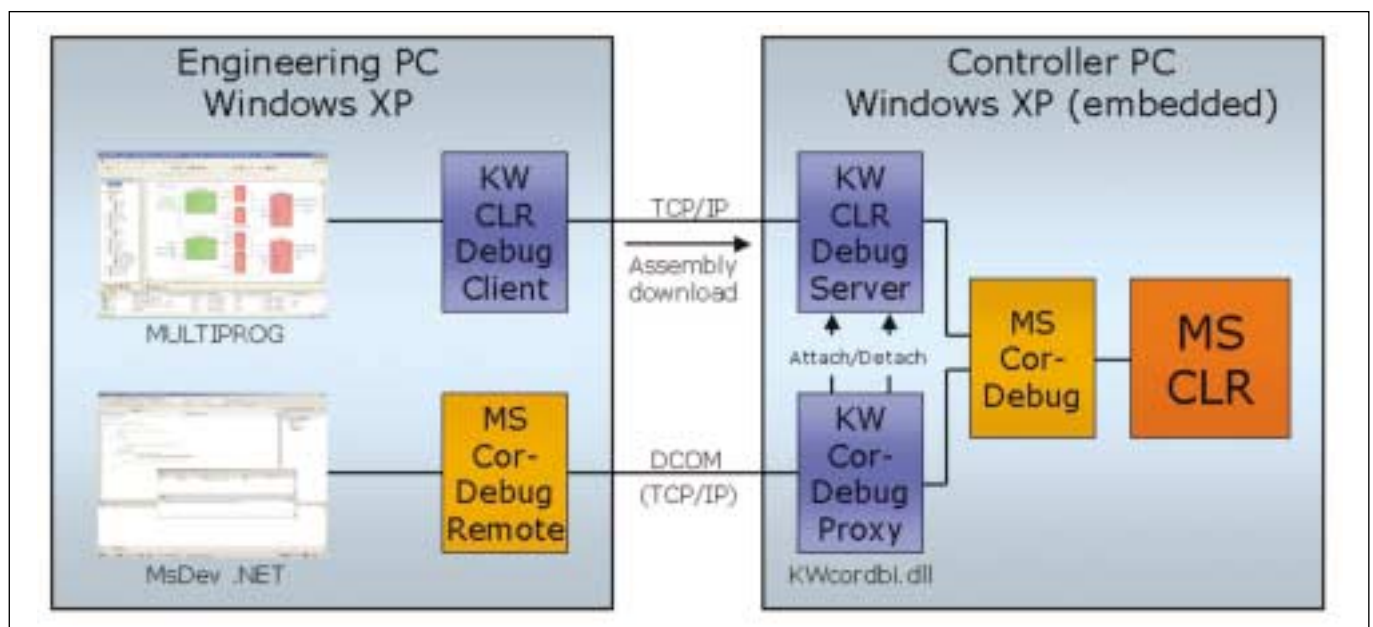 Engineering PC
Windows XP
Controller PC
Windows XP (embedded)
KW
CLR
Debug
Client
TCP/IP
Assembly
download
KW
CLR
Debug
Server
MULTIPROG
Attach/Detach
MS
Cor-
Debug
MS
CLR
MS
Cor-
Debug
Remote
DCOM
(TCP/IP)
KW
Cor-
Debug
Proxy
MsDev .NET
KWcordbi.dll